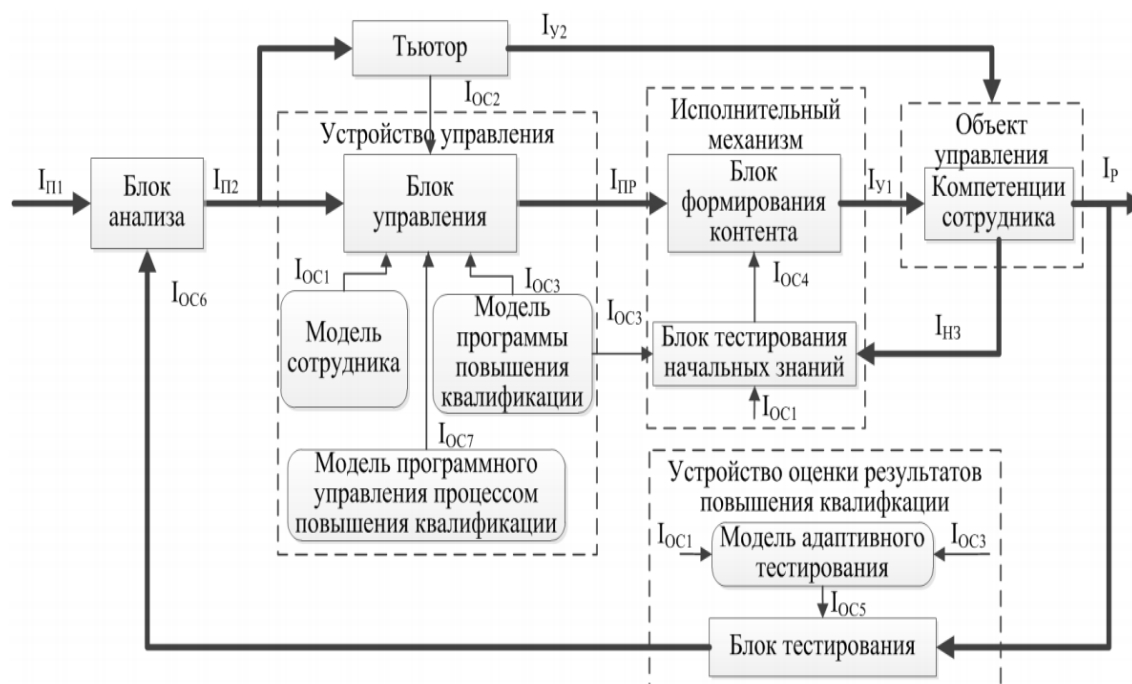 Тьютор
I_У2
I_ОС2
Устройство управления
Исполнительный
механизм
Объект
управления
I_П1
Блок
анализа
I_П2
Блок
управления
I_ПР
Блок
формирования
контента
I_У1
Компетенции
сотрудника
I_Р
I_ОС6
I_ОС1
I_ОС3
I_ОС3
I_ОС4
I_НЗ
Модель
сотрудника
Модель
программы
повышения
квалификации
Блок тестирования
начальных знаний
I_ОС1
I_ОС7
Модель программного
управления процессом
повышения квалификации
Устройство оценки результатов
повышения квалифкации
I_ОС1
Модель адаптивного
тестирования
I_ОС3
I_ОС5
Блок тестирования